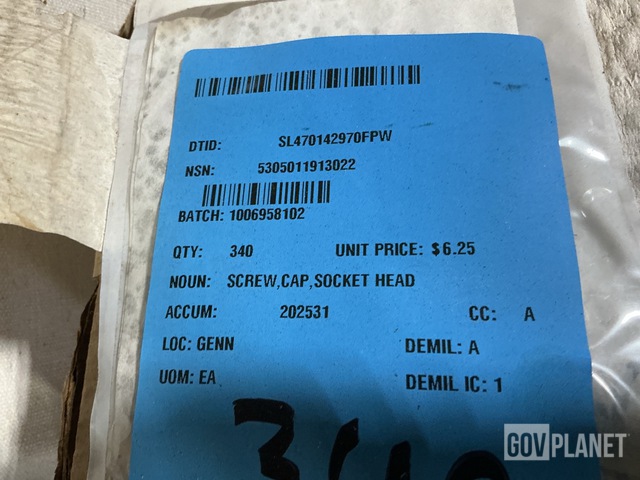 DTID: SL470142970FPW
NSN: 5305011913022
BATCH: 1006958102
QTY: 340 UNIT PRICE: $6.25
NOUN: SCREW,CAP,SOCKET HEAD
ACCUM: 202531 CC: A
LOC: GENN DEMIL: A
UOM: EA DEMIL IC: 1
340
GOVPLANET